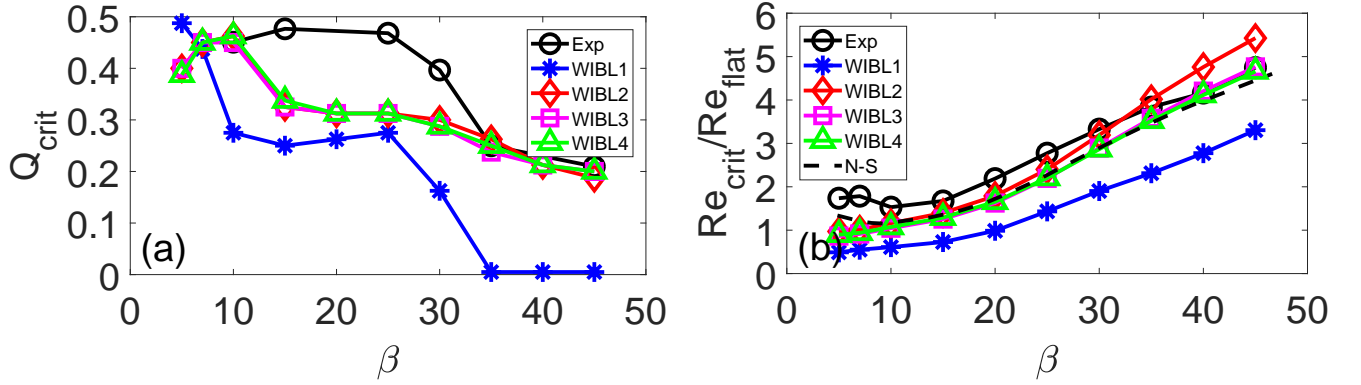 0.5
0.4
0.3
0.2
0.1
0
Q_crit
0 10 20 30 40 50
β
(a)
Exp
WIBL1
WIBL2
WIBL3
WIBL4
6
5
4
3
2
1
0
Re_crit/Re_flat
0 10 20 30 40 50
β
(b)
Exp
WIBL1
WIBL2
WIBL3
WIBL4
N-S